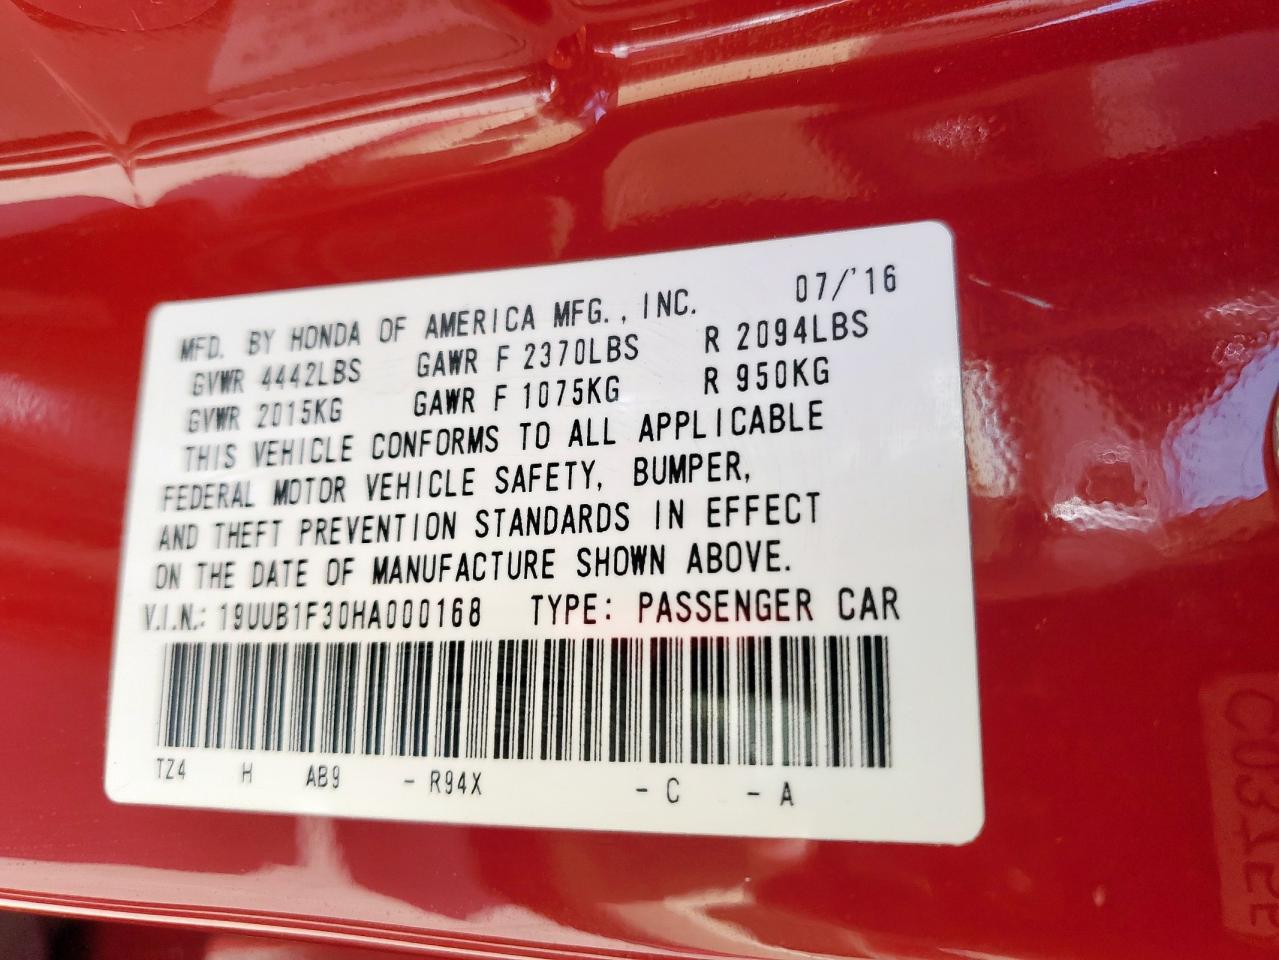 MFD. BY HONDA OF AMERICA MFG., INC. 07/'16
GVWR 4442LBS GAWR F 2370LBS R 2094LBS
GVWR 2015KG GAWR F 1075KG R 950KG
THIS VEHICLE CONFORMS TO ALL APPLICABLE
FEDERAL MOTOR VEHICLE SAFETY, BUMPER,
AND THEFT PREVENTION STANDARDS IN EFFECT
ON THE DATE OF MANUFACTURE SHOWN ABOVE.
V.I.N.: 19UUB1F30HA000168 TYPE: PASSENGER CAR
TZ4 H AB9 - R94X - C - A